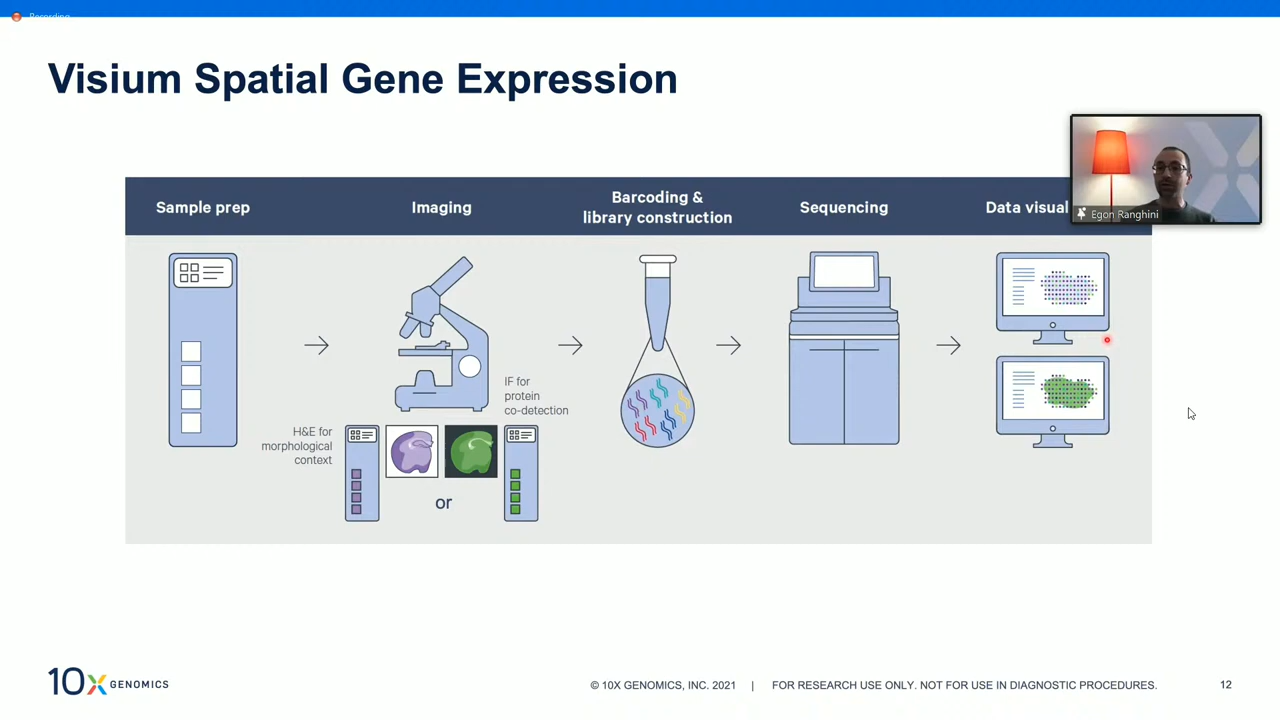 Recording
Visium Spatial Gene Expression
Egon Ranghini
Sample prep
Imaging
Barcoding &
library construction
Sequencing
Data visual
IF for
protein
co-detection
H&E for
morphological
context
or
10x GENOMICS
© 10X GENOMICS, INC. 2021 | FOR RESEARCH USE ONLY. NOT FOR USE IN DIAGNOSTIC PROCEDURES.
12